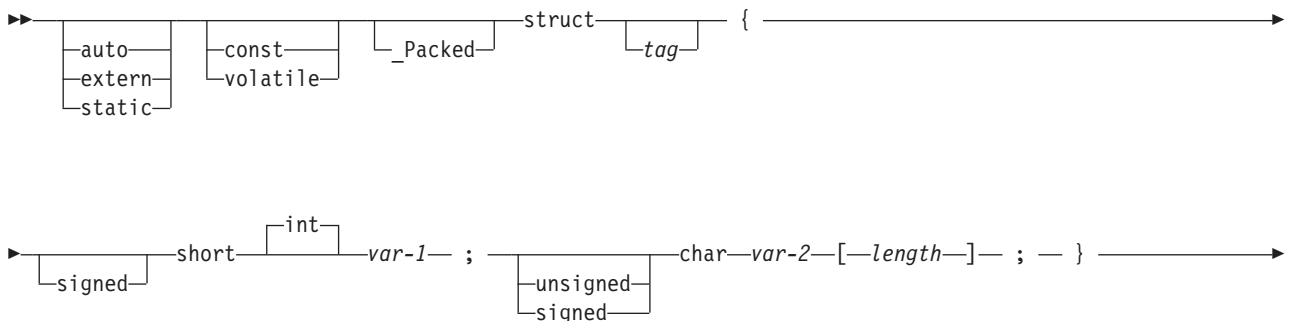 struct { 
auto const _Packed tag
extern volatile
static
int
short var-1 ; char var-2 [ length ] ; }
signed unsigned
signed